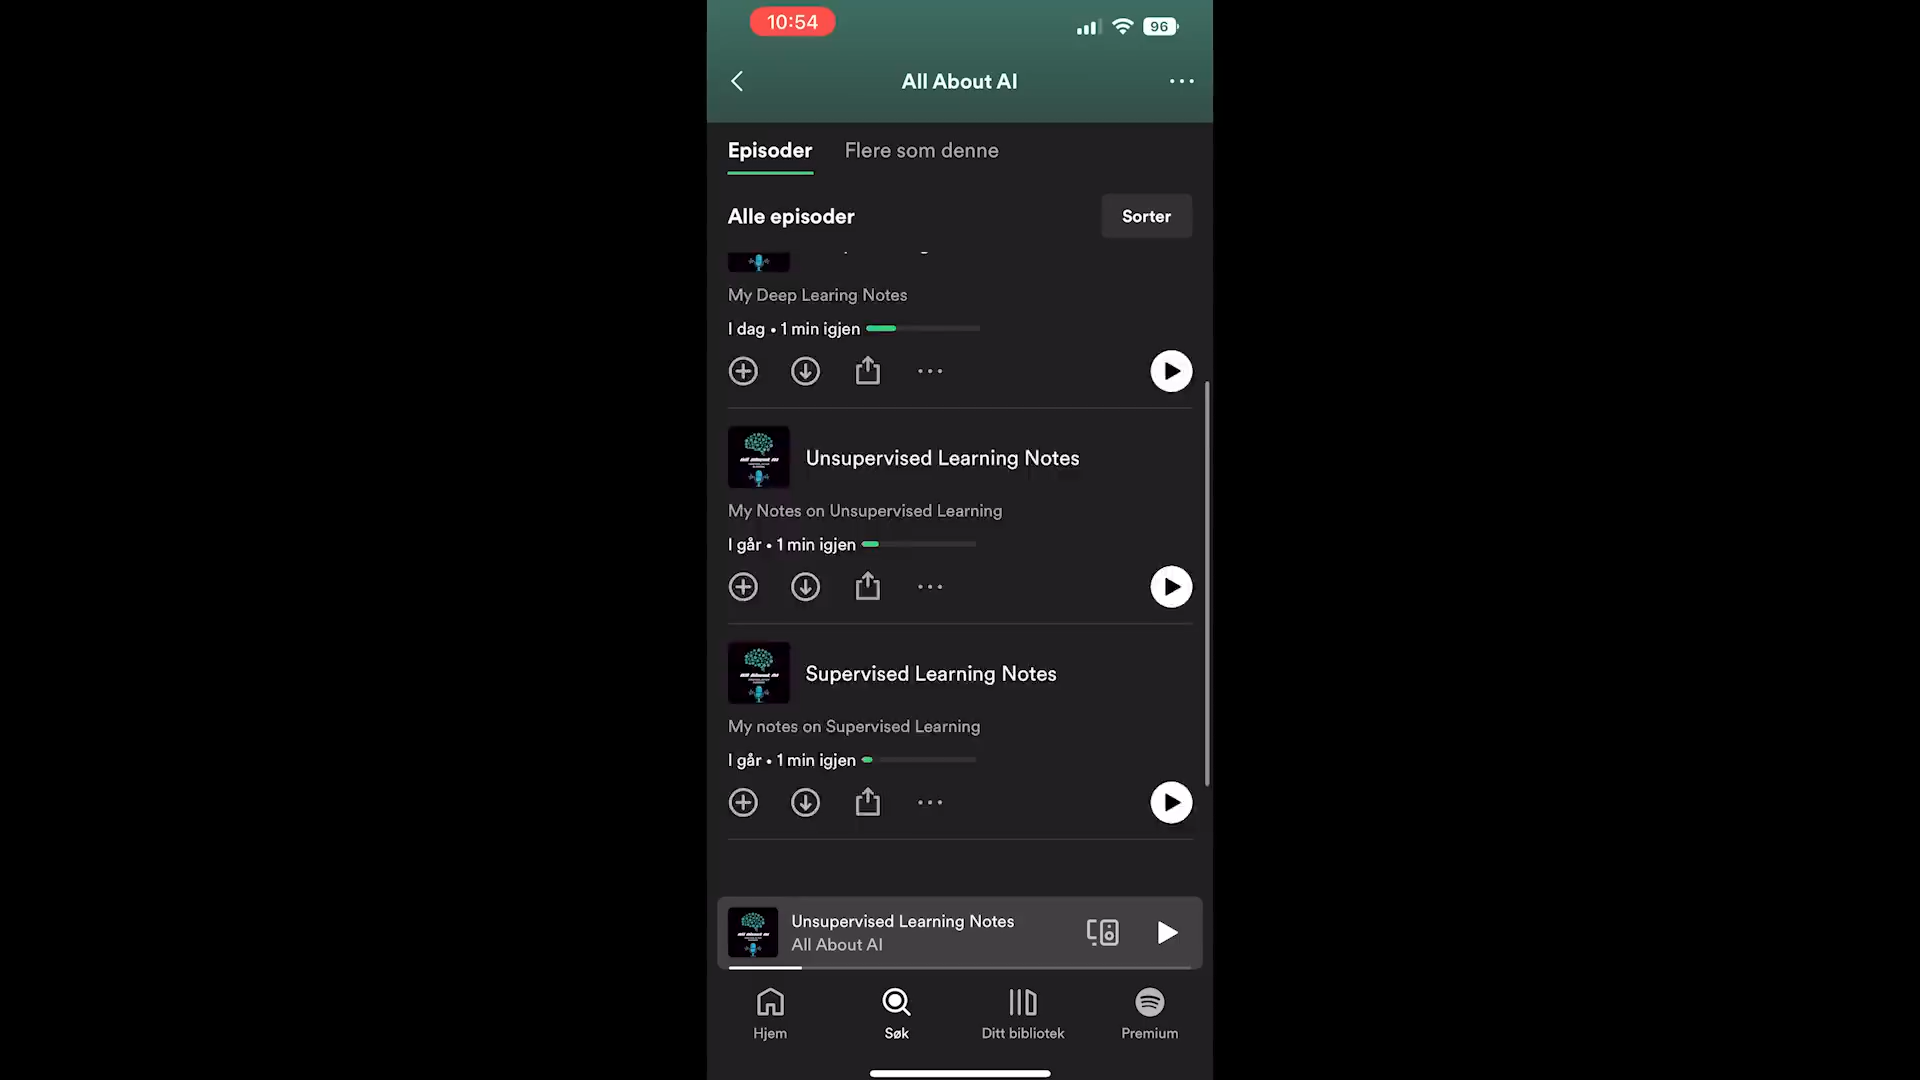 10:54
96
All About AI
Episoder Flere som denne
Alle episoder
Sorter
My Deep Learing Notes
I dag • 1 min igjen
Unsupervised Learning Notes
My Notes on Unsupervised Learning
I går • 1 min igjen
Supervised Learning Notes
My notes on Supervised Learning
I går • 1 min igjen
Unsupervised Learning Notes
All About AI
Hjem Søk Ditt bibliotek Premium